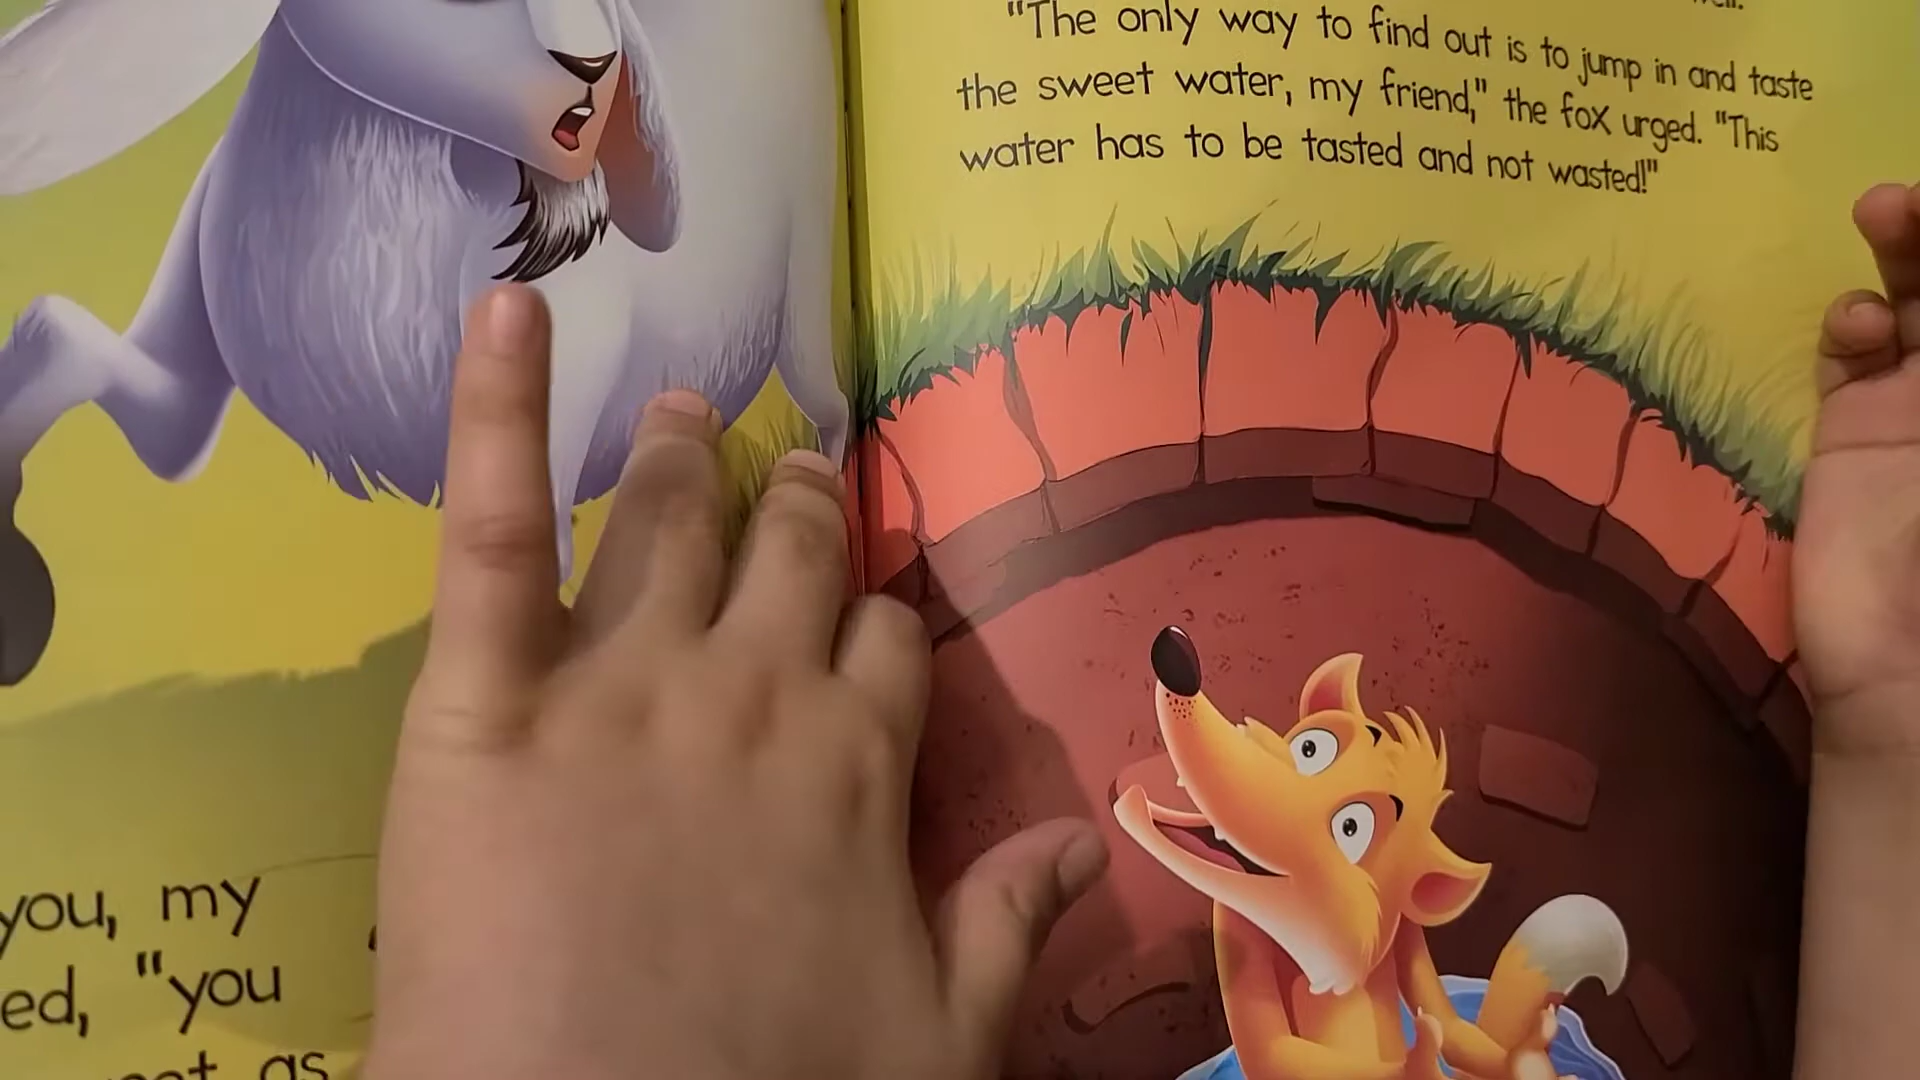 you, my
ed, "you
as
"The only way to find out is to jump in and taste
the sweet water, my friend," the fox urged. "This
water has to be tasted and not wasted!"